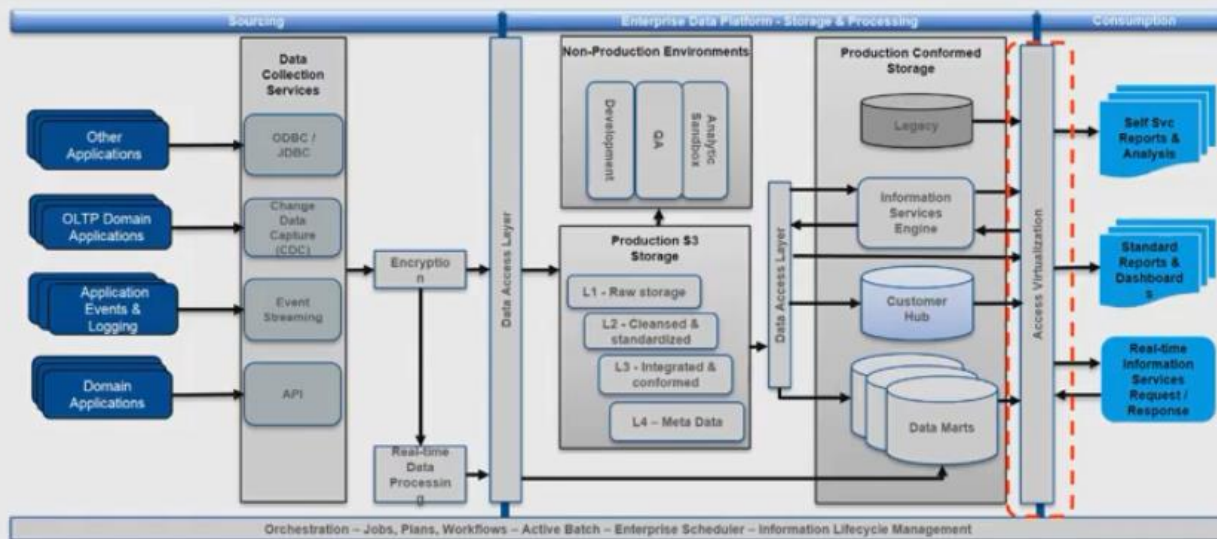 Sourcing
Enterprise Data Platform - Storage & Processing
Consumption
Data
Collection
Services
Other
Applications
OLTP Domain
Applications
Application
Events &
Logging
Domain
Applications
ODBC /
JDBC
Change
Data
Capture
(CDC)
Event
Streaming
API
Encryptio
n
Real-time
Data
Processin
g
Data Access Layer
Non-Production Environments
Development
QA
Analytic
Sandbox
Production S3
Storage
L1 - Raw storage
L2 - Cleansed &
standardized
L3 - Integrated &
conformed
L4 – Meta Data
Data Access Layer
Production Conformed
Storage
Legacy
Information
Services
Engine
Customer
Hub
Data Marts
Access Virtualization
Self Svc
Reports &
Analysis
Standard
Reports &
Dashboard
s
Real-time
Information
Services
Request /
Response
Orchestration – Jobs, Plans, Workflows – Active Batch – Enterprise Scheduler – Information Lifecycle Management